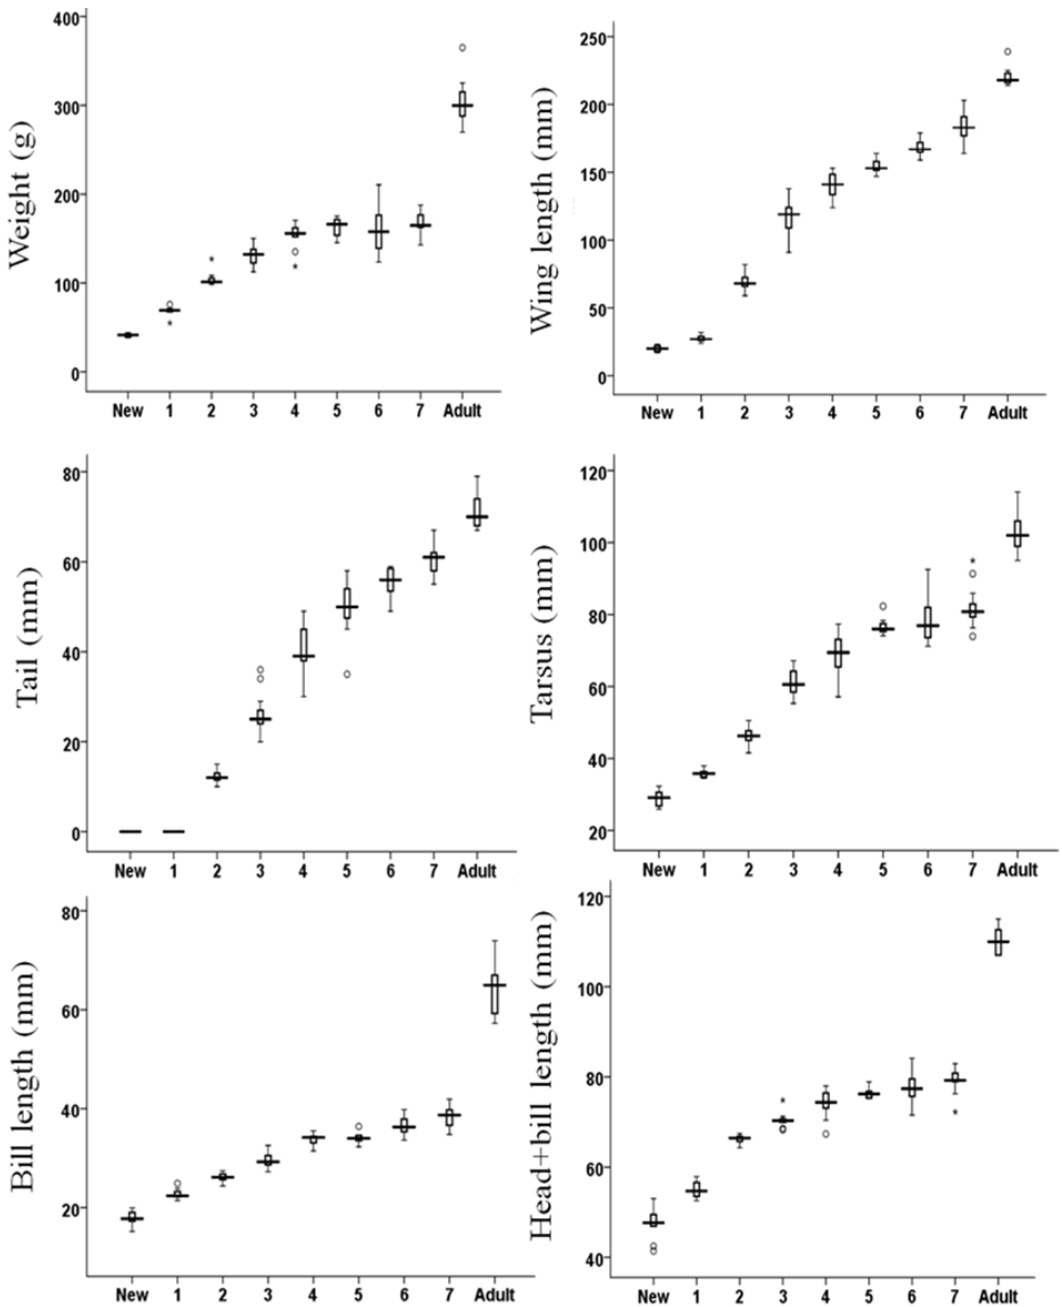 Weight (g)
400
300
200
100
0
New 1 2 3 4 5 6 7 Adult
Wing length (mm)
250
200
150
100
50
0
New 1 2 3 4 5 6 7 Adult
Tail (mm)
80
60
40
20
0
New 1 2 3 4 5 6 7 Adult
Tarsus (mm)
120
100
80
60
40
20
New 1 2 3 4 5 6 7 Adult
Bill length (mm)
80
60
40
20
New 1 2 3 4 5 6 7 Adult
Head+bill length (mm)
120
100
80
60
40
New 1 2 3 4 5 6 7 Adult